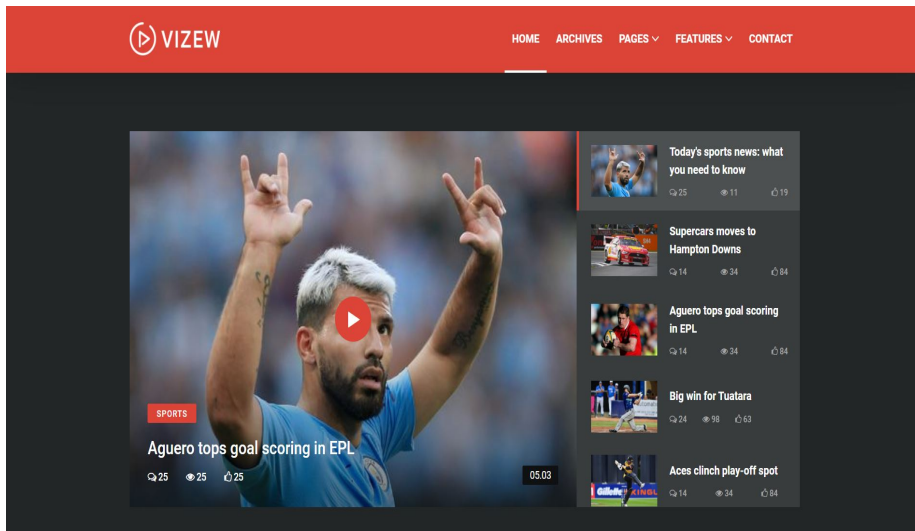 VIZEW
HOME ARCHIVES PAGES FEATURES CONTACT
SPORTS
Aguero tops goal scoring in EPL
25 25 25
05.03
Today's sports news: what
you need to know
25 11 19
Supercars moves to
Hampton Downs
14 34 84
Aguero tops goal scoring
in EPL
14 34 84
Big win for Tuatara
24 98 63
Aces clinch play-off spot
14 34 84
Gillette